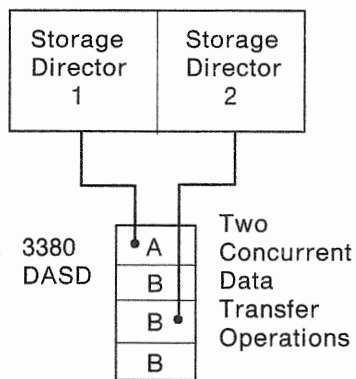 Storage
Director
1
Storage
Director
2
3380
DASD
A
B
B
B
Two
Concurrent
Data
Transfer
Operations